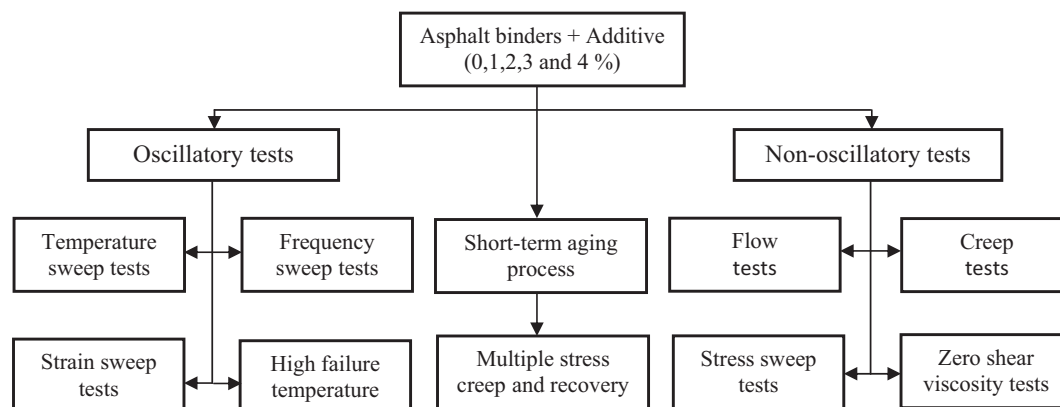 Asphalt binders + Additive
(0,1,2,3 and 4 %)
Oscillatory tests
Non-oscillatory tests
Temperature
sweep tests
Frequency
sweep tests
Short-term aging
process
Flow
tests
Creep
tests
Strain sweep
tests
High failure
temperature
Multiple stress
creep and recovery
Stress sweep
tests
Zero shear
viscosity tests